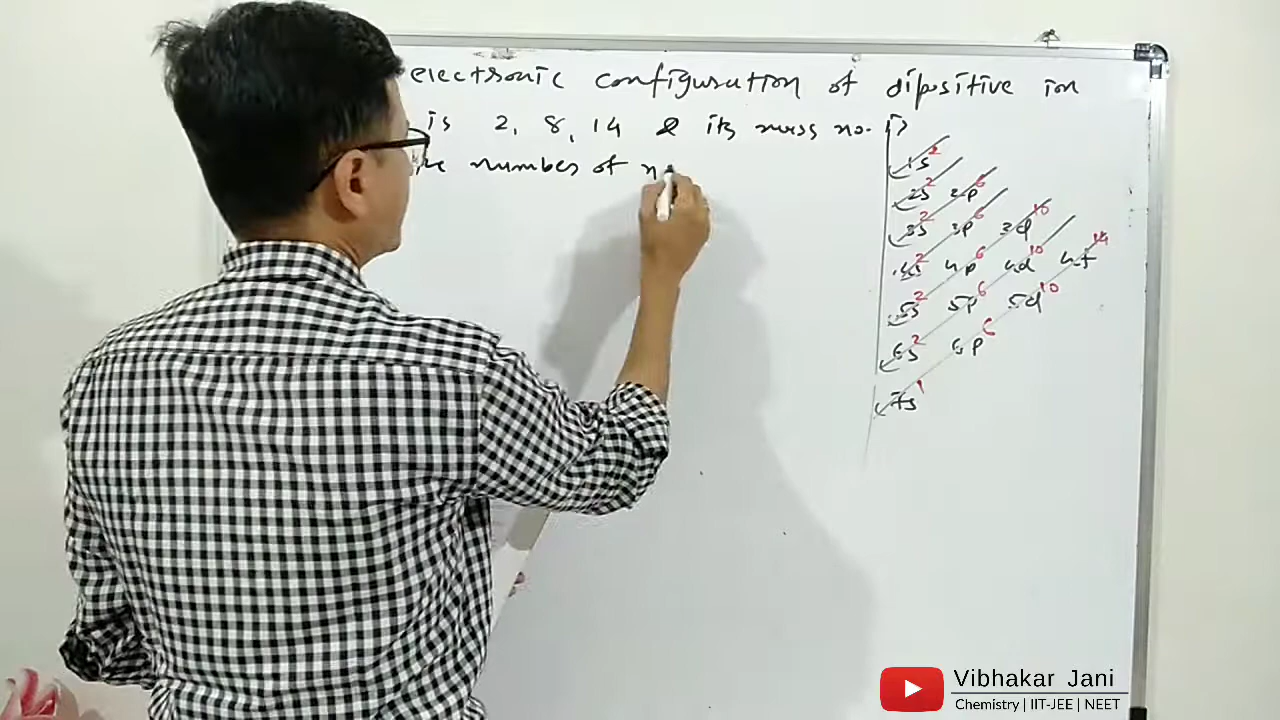 electronic configuration of dipositive ion
is 2, 8, 14 & its mass no. is
number of n
1s2
2s2 2p6
3s2 3p6 3d10
4s2 4p6 4d10 4f14
5s2 5p6 5d10
6s2 6p6
7s1
Vibhakar Jani
Chemistry | IIT-JEE | NEET